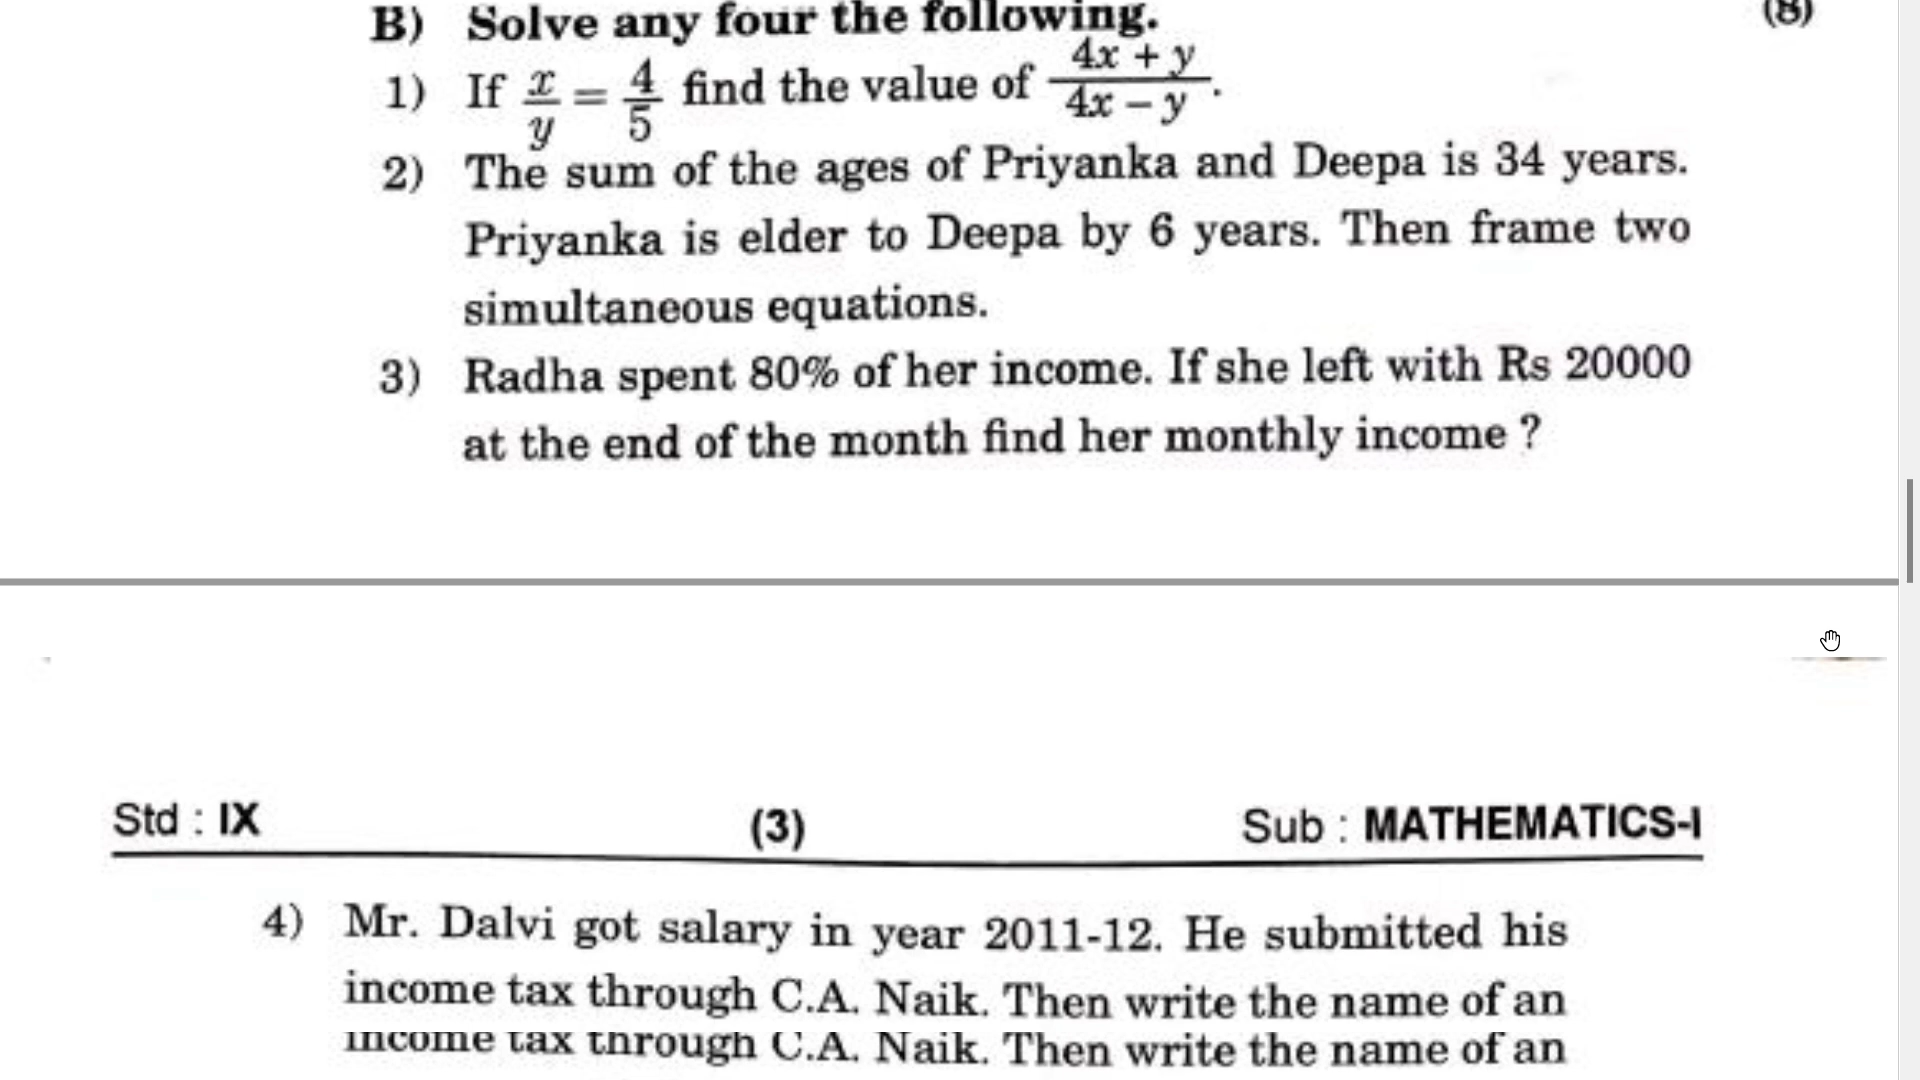 B) Solve any four the following. (8)
1) If x/y = 4/5 find the value of (4x + y)/(4x – y).
2) The sum of the ages of Priyanka and Deepa is 34 years.
Priyanka is elder to Deepa by 6 years. Then frame two
simultaneous equations.
3) Radha spent 80% of her income. If she left with Rs 20000
at the end of the month find her monthly income ?
Std : IX (3) Sub : MATHEMATICS-I
4) Mr. Dalvi got salary in year 2011-12. He submitted his
income tax through C.A. Naik. Then write the name of an
income tax through C.A. Naik. Then write the name of an